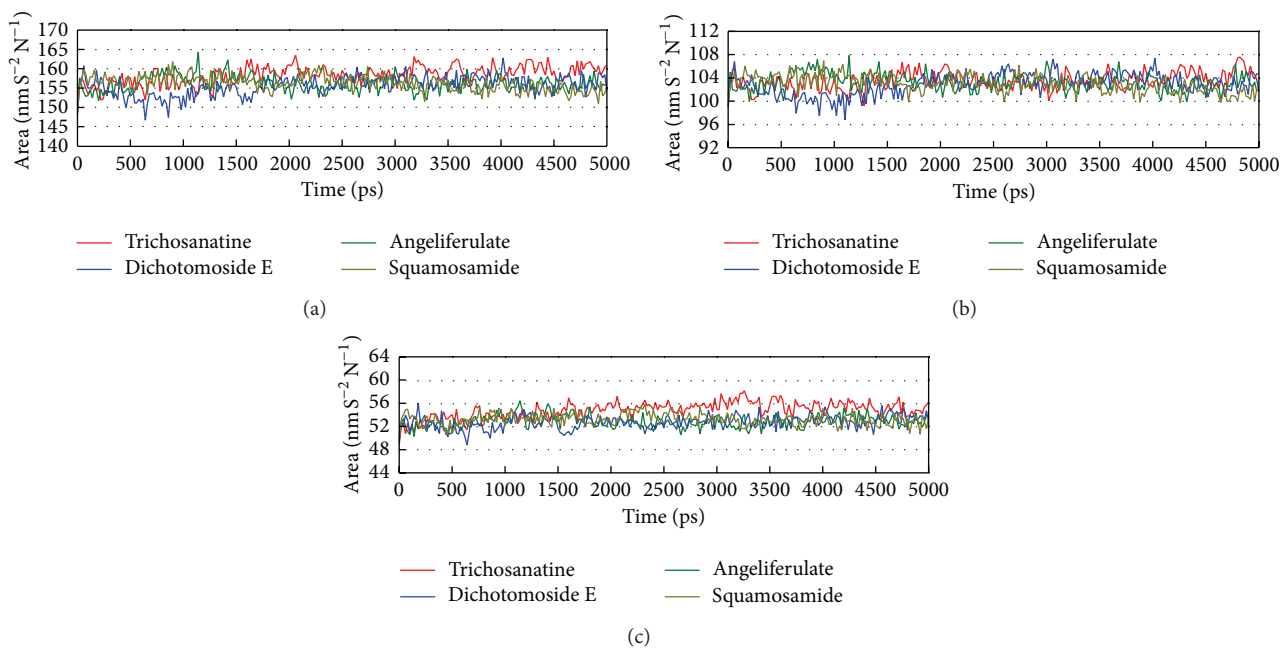 170
165
160
155
150
145
140
Area (nm S⁻² N⁻¹)
0 500 1000 1500 2000 2500 3000 3500 4000 4500 5000
Time (ps)
Trichosanatine
Dichotomoside E
Angeliferulate
Squamosamide
(a)
112
108
104
100
96
92
Area (nm S⁻² N⁻¹)
0 500 1000 1500 2000 2500 3000 3500 4000 4500 5000
Time (ps)
Trichosanatine
Dichotomoside E
Angeliferulate
Squamosamide
(b)
64
60
56
52
48
44
Area (nm S⁻² N⁻¹)
0 500 1000 1500 2000 2500 3000 3500 4000 4500 5000
Time (ps)
Trichosanatine
Dichotomoside E
Angeliferulate
Squamosamide
(c)